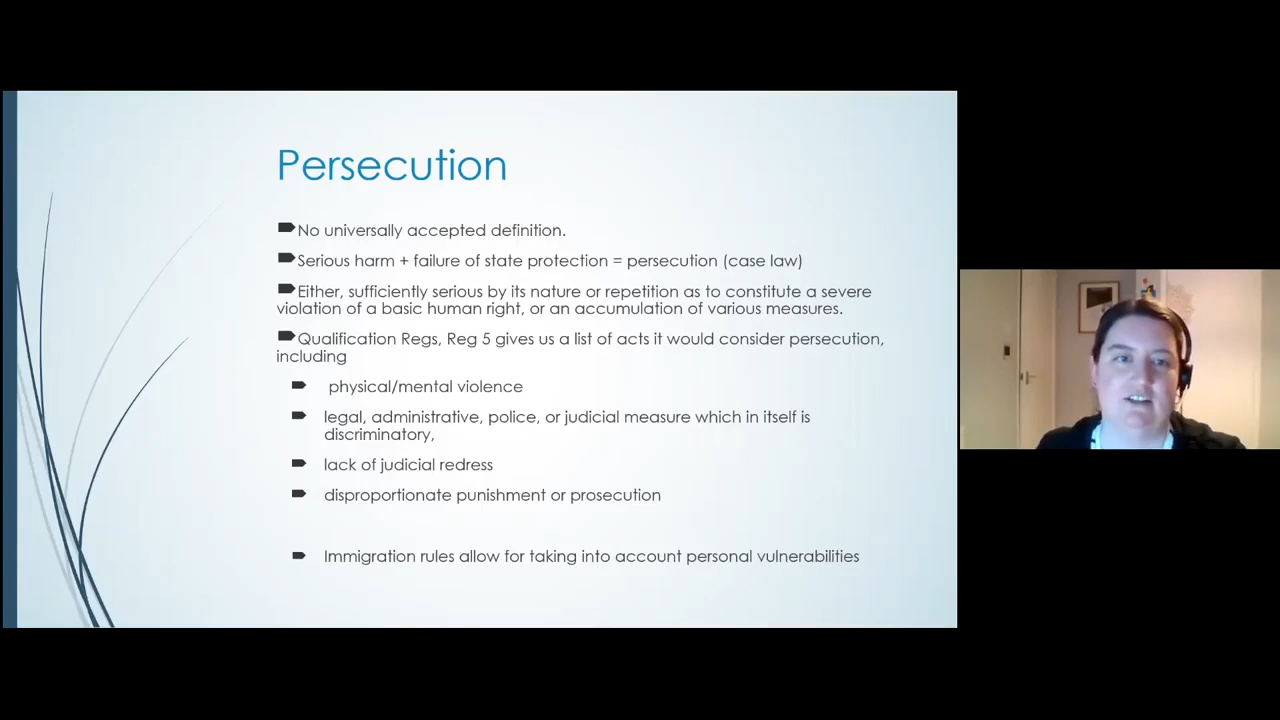 Persecution
No universally accepted definition.
Serious harm + failure of state protection = persecution (case law)
Either, sufficiently serious by its nature or repetition as to constitute a severe
violation of a basic human right, or an accumulation of various measures.
Qualification Regs, Reg 5 gives us a list of acts it would consider persecution,
including
physical/mental violence
legal, administrative, police, or judicial measure which in itself is
discriminatory,
lack of judicial redress
disproportionate punishment or prosecution
Immigration rules allow for taking into account personal vulnerabilities